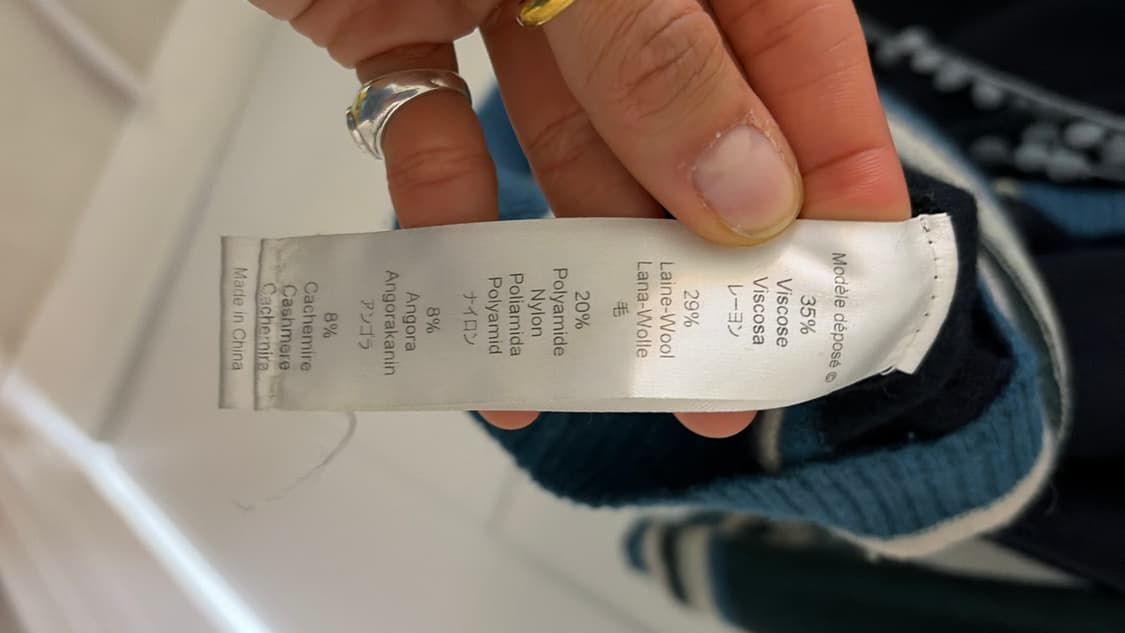 Modèle déposé ©
35%
Viscose
Viscosa
レーヨン
29%
Laine-Wool
Lana-Wolle
毛
20%
Polyamide
Nylon
Poliamida
Polyamid
ナイロン
8%
Angora
Angorakanin
アンゴラ
8%
Cachemire
Cashmere
Cachemira
Made in China